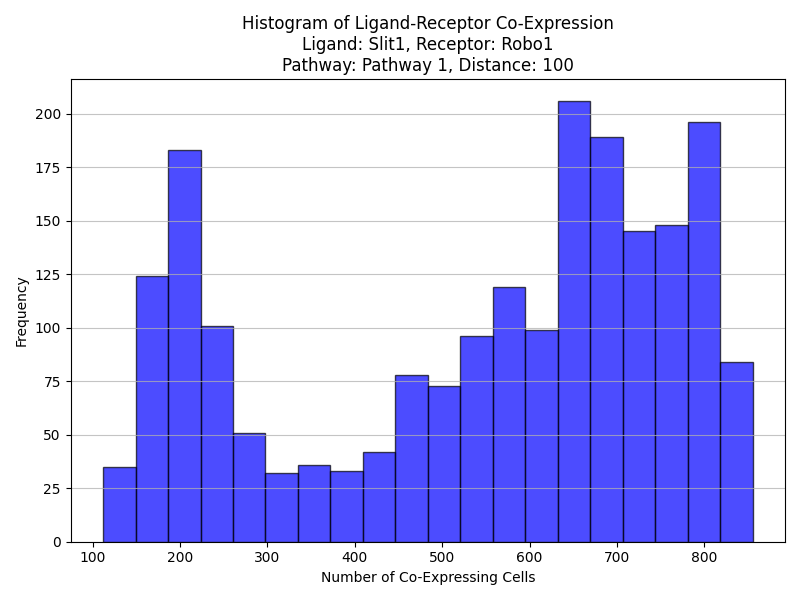 Histogram of Ligand-Receptor Co-Expression
Ligand: Slit1, Receptor: Robo1
Pathway: Pathway 1, Distance: 100
200
175
150
125
100
75
50
25
0
Frequency
100 200 300 400 500 600 700 800
Number of Co-Expressing Cells